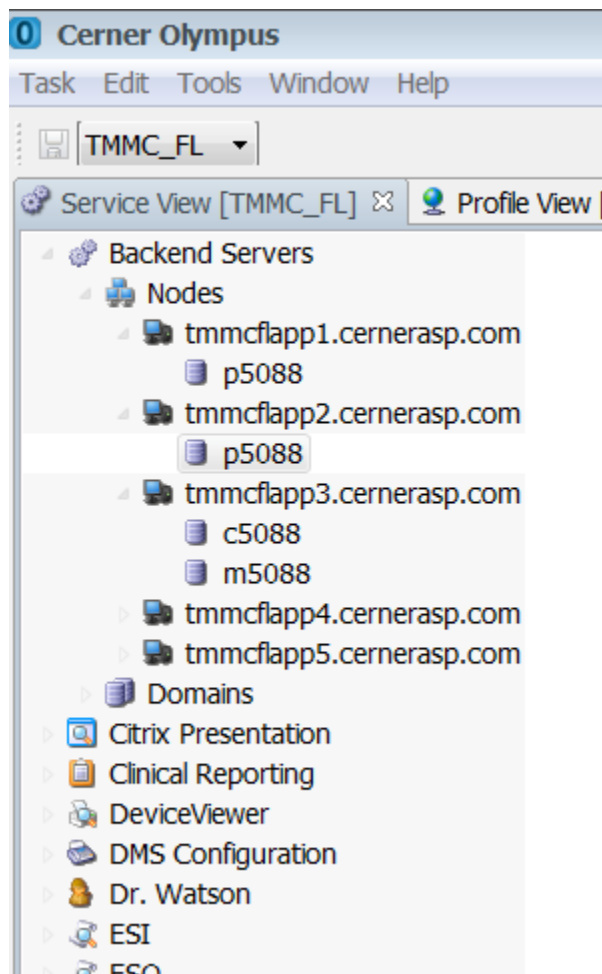 Cerner Olympus
Task Edit Tools Window Help
TMMC_FL
Service View [TMMC_FL] Profile View [
Backend Servers
Nodes
tmmcflapp1.cernerasp.com
p5088
tmmcflapp2.cernerasp.com
p5088
tmmcflapp3.cernerasp.com
c5088
m5088
tmmcflapp4.cernerasp.com
tmmcflapp5.cernerasp.com
Domains
Citrix Presentation
Clinical Reporting
DeviceViewer
DMS Configuration
Dr. Watson
ESI
ESO